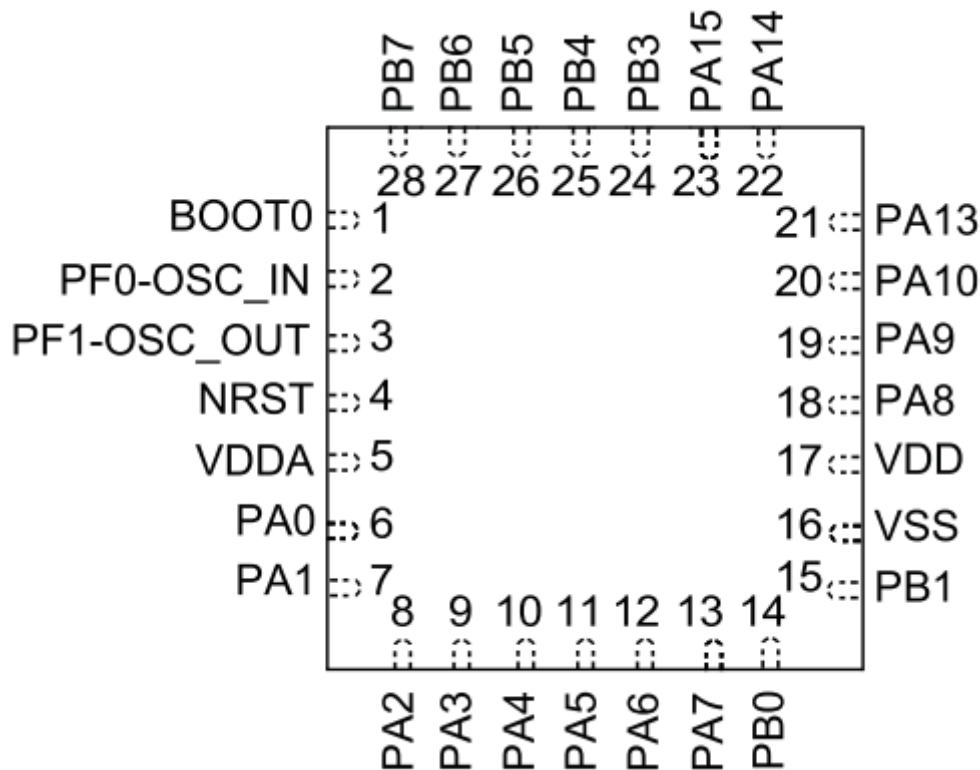 PB7 PB6 PB5 PB4 PB3 PA15 PA14
28 27 26 25 24 23 22
BOOT0 1 21 PA13
PF0-OSC_IN 2 20 PA10
PF1-OSC_OUT 3 19 PA9
NRST 4 18 PA8
VDDA 5 17 VDD
PA0 6 16 VSS
PA1 7 15 PB1
8 9 10 11 12 13 14
PA2 PA3 PA4 PA5 PA6 PA7 PB0